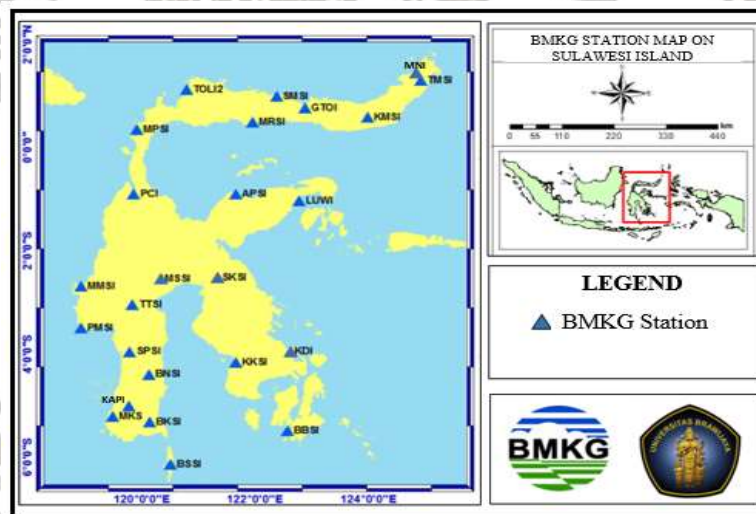 BMKG STATION MAP ON
SULAWESI ISLAND
0 55 110 220 330 440
km
LEGEND
BMKG Station
BMKG
UNIVERSITAS BRAWIJAYA
2°0'0"N
0°0'0"
2°0'0"S
4°0'0"S
6°0'0"S
120°0'0"E 122°0'0"E 124°0'0"E
MNI
TMSI
TOLI2
SMSI
GTOI
KMSI
MRSI
MPSI
PCI
APSI
LUWI
MMSI
MSSI
SKSI
TTSI
PMSI
SPSI
KDI
KKSI
BNSI
KAPI
MKS
BKSI
BBSI
BSSI